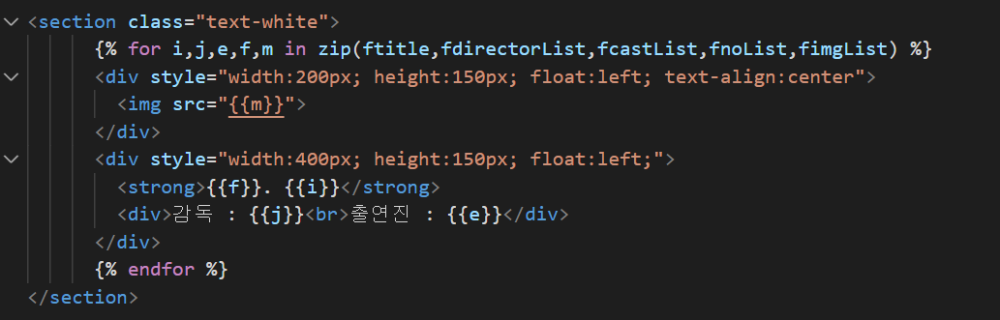 <section class="text-white">
{% for i,j,e,f,m in zip(ftitle,fdirectorList,fcastList,fnoList,fimgList) %}
<div style="width:200px; height:150px; float:left; text-align:center">
<img src="{{m}}">
</div>
<div style="width:400px; height:150px; float:left;">
<strong>{{f}}. {{i}}</strong>
<div>감독 : {{j}}<br>출연진 : {{e}}</div>
</div>
{% endfor %}
</section>